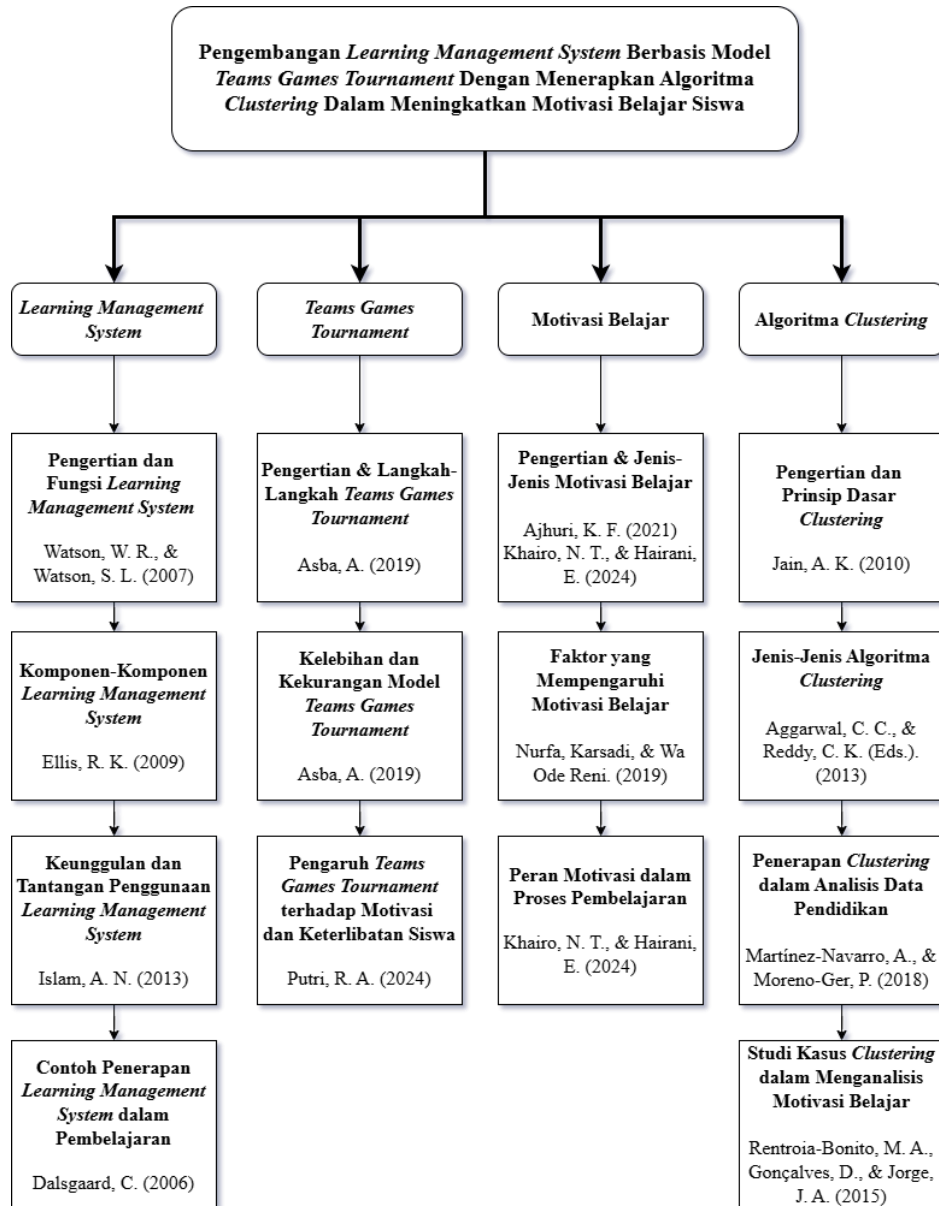 Pengembangan Learning Management System Berbasis Model
Teams Games Tournament Dengan Menerapkan Algoritma
Clustering Dalam Meningkatkan Motivasi Belajar Siswa
Learning Management
System
Teams Games
Tournament
Motivasi Belajar
Algoritma Clustering
Pengertian dan
Fungsi Learning
Management System
Watson, W. R., &
Watson, S. L. (2007)
Pengertian & Langkah-
Langkah Teams Games
Tournament
Asba, A. (2019)
Pengertian & Jenis-
Jenis Motivasi Belajar
Ajhuri, K. F. (2021)
Khairo, N. T., & Hairani,
E. (2024)
Pengertian dan
Prinsip Dasar
Clustering
Jain, A. K. (2010)
Komponen-Komponen
Learning Management
System
Ellis, R. K. (2009)
Kelebihan dan
Kekurangan Model
Teams Games
Tournament
Asba, A. (2019)
Faktor yang
Mempengaruhi
Motivasi Belajar
Nurfa, Karsadi, & Wa
Ode Reni. (2019)
Jenis-Jenis Algoritma
Clustering
Aggarwal, C. C., &
Reddy, C. K. (Eds.).
(2013)
Keunggulan dan
Tantangan Penggunaan
Learning Management
System
Islam, A. N. (2013)
Pengaruh Teams
Games Tournament
terhadap Motivasi
dan Keterlibatan Siswa
Putri, R. A. (2024)
Peran Motivasi dalam
Proses Pembelajaran
Khairo, N. T., & Hairani,
E. (2024)
Penerapan Clustering
dalam Analisis Data
Pendidikan
Martínez-Navarro, A., &
Moreno-Ger, P. (2018)
Contoh Penerapan
Learning Management
System dalam
Pembelajaran
Dalsgaard, C. (2006)
Studi Kasus Clustering
dalam Menganalisis
Motivasi Belajar
Rentroia-Bonito, M. A.,
Gonçalves, D., & Jorge,
J. A. (2015)